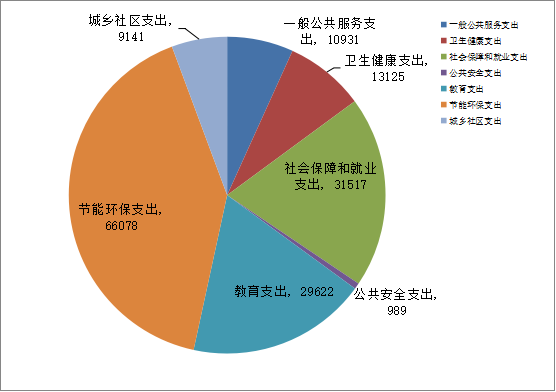 城乡社区支出,
9141
一般公共服务支
出, 10931
卫生健康支出,
13125
社会保障和就业
支出, 31517
公共安全支出,
989
教育支出, 29622
节能环保支出,
66078
一般公共服务支出
卫生健康支出
社会保障和就业支出
公共安全支出
教育支出
节能环保支出
城乡社区支出